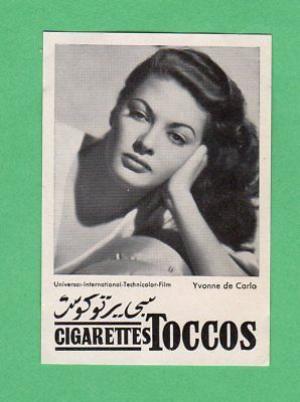 Universal-International-Technicolor-Film Yvonne de Carlo
CIGARETTES TOCCOS